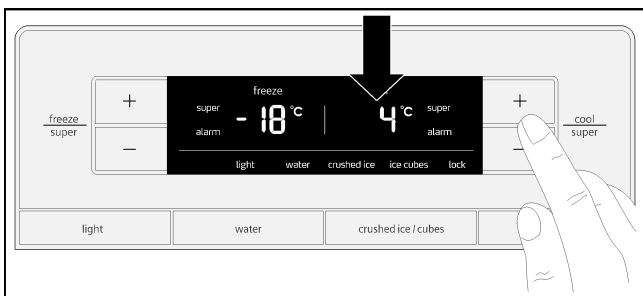 freeze
super
+
−
freeze
super
alarm
-18 °C
4 °C
super
alarm
light water crushed ice ice cubes lock
+
−
cool
super
light
water
crushed ice / cubes